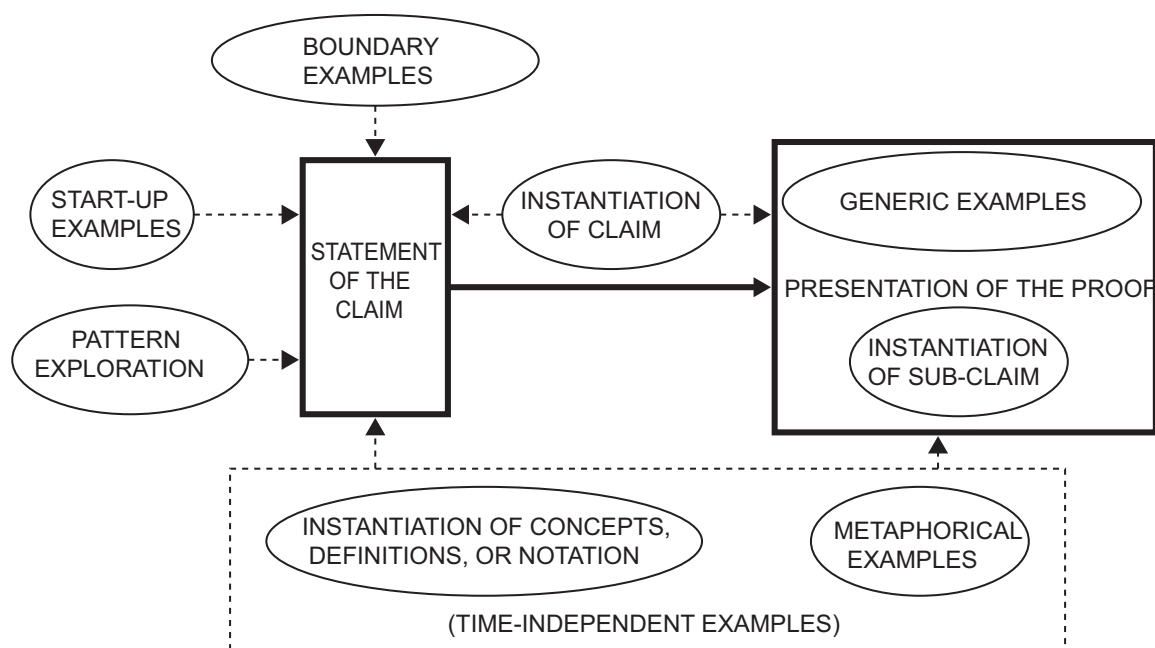 BOUNDARY
EXAMPLES
START-UP
EXAMPLES
INSTANTIATION
OF CLAIM
GENERIC EXAMPLES
STATEMENT
OF THE
CLAIM
PRESENTATION OF THE PROOF
PATTERN
EXPLORATION
INSTANTIATION
OF SUB-CLAIM
INSTANTIATION OF CONCEPTS,
DEFINITIONS, OR NOTATION
METAPHORICAL
EXAMPLES
(TIME-INDEPENDENT EXAMPLES)